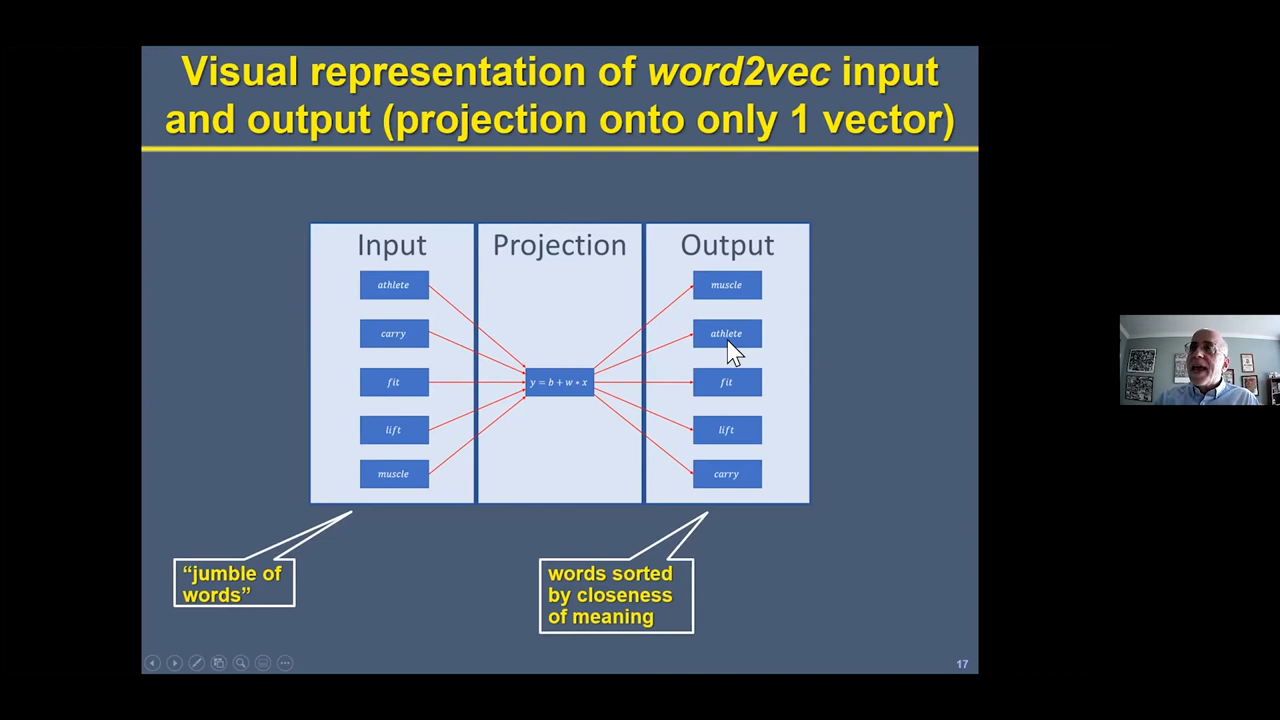 Visual representation of word2vec input
and output (projection onto only 1 vector)
Input
Projection
Output
athlete
carry
fit
lift
muscle
y = b + w * x
muscle
athlete
fit
lift
carry
“jumble of
words”
words sorted
by closeness
of meaning
17